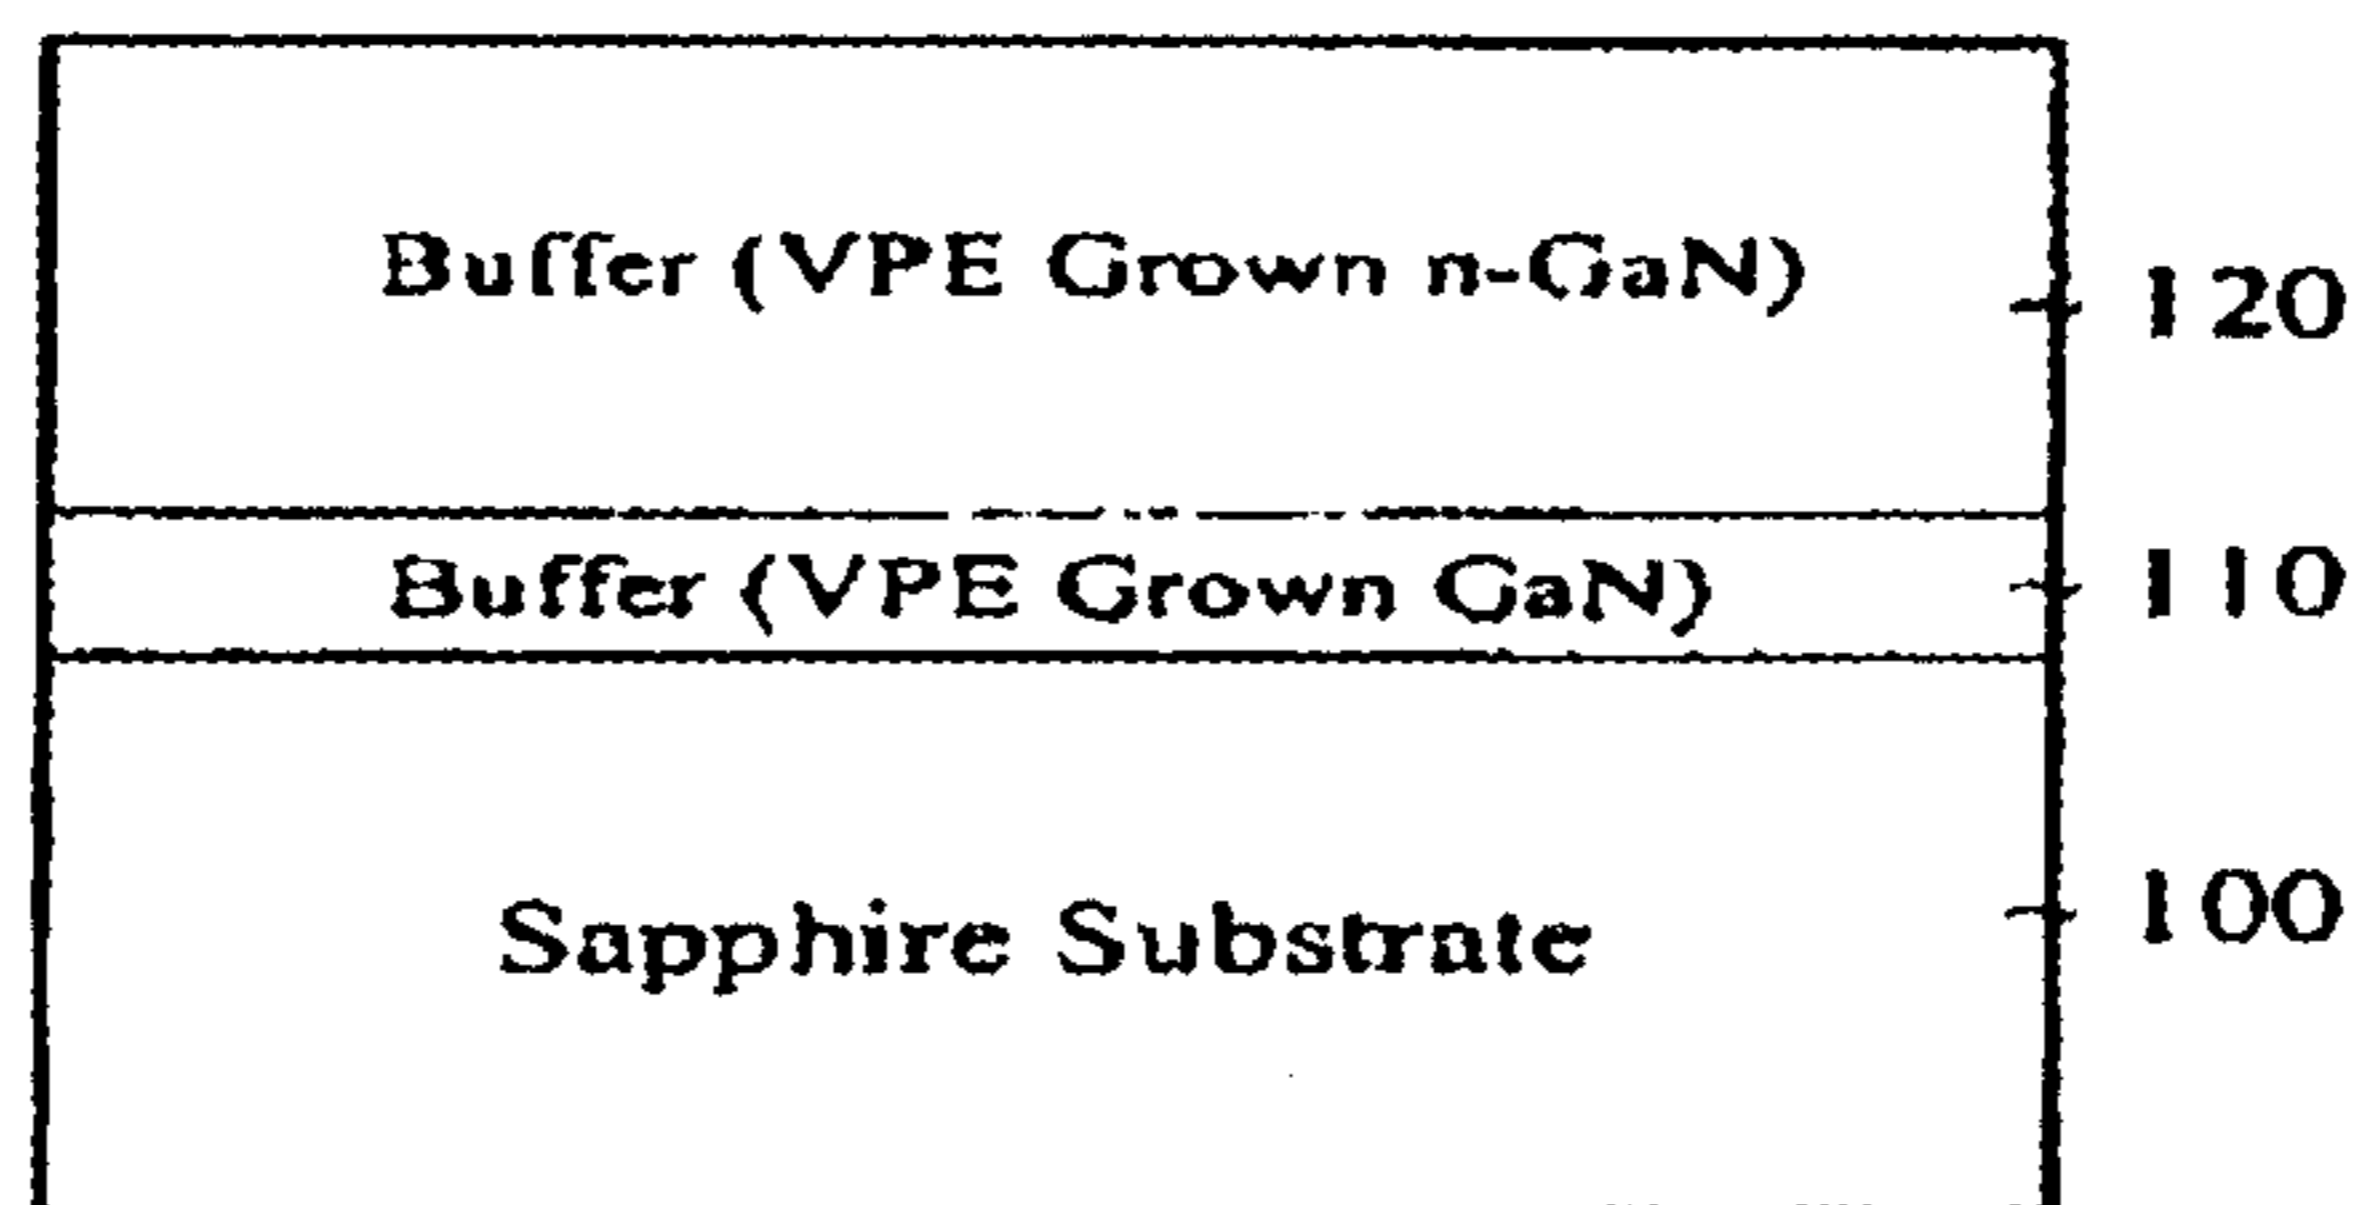 Buffer (VPE Grown n-GaN)
120
Buffer (VPE Grown GaN)
110
Sapphire Substrate
100